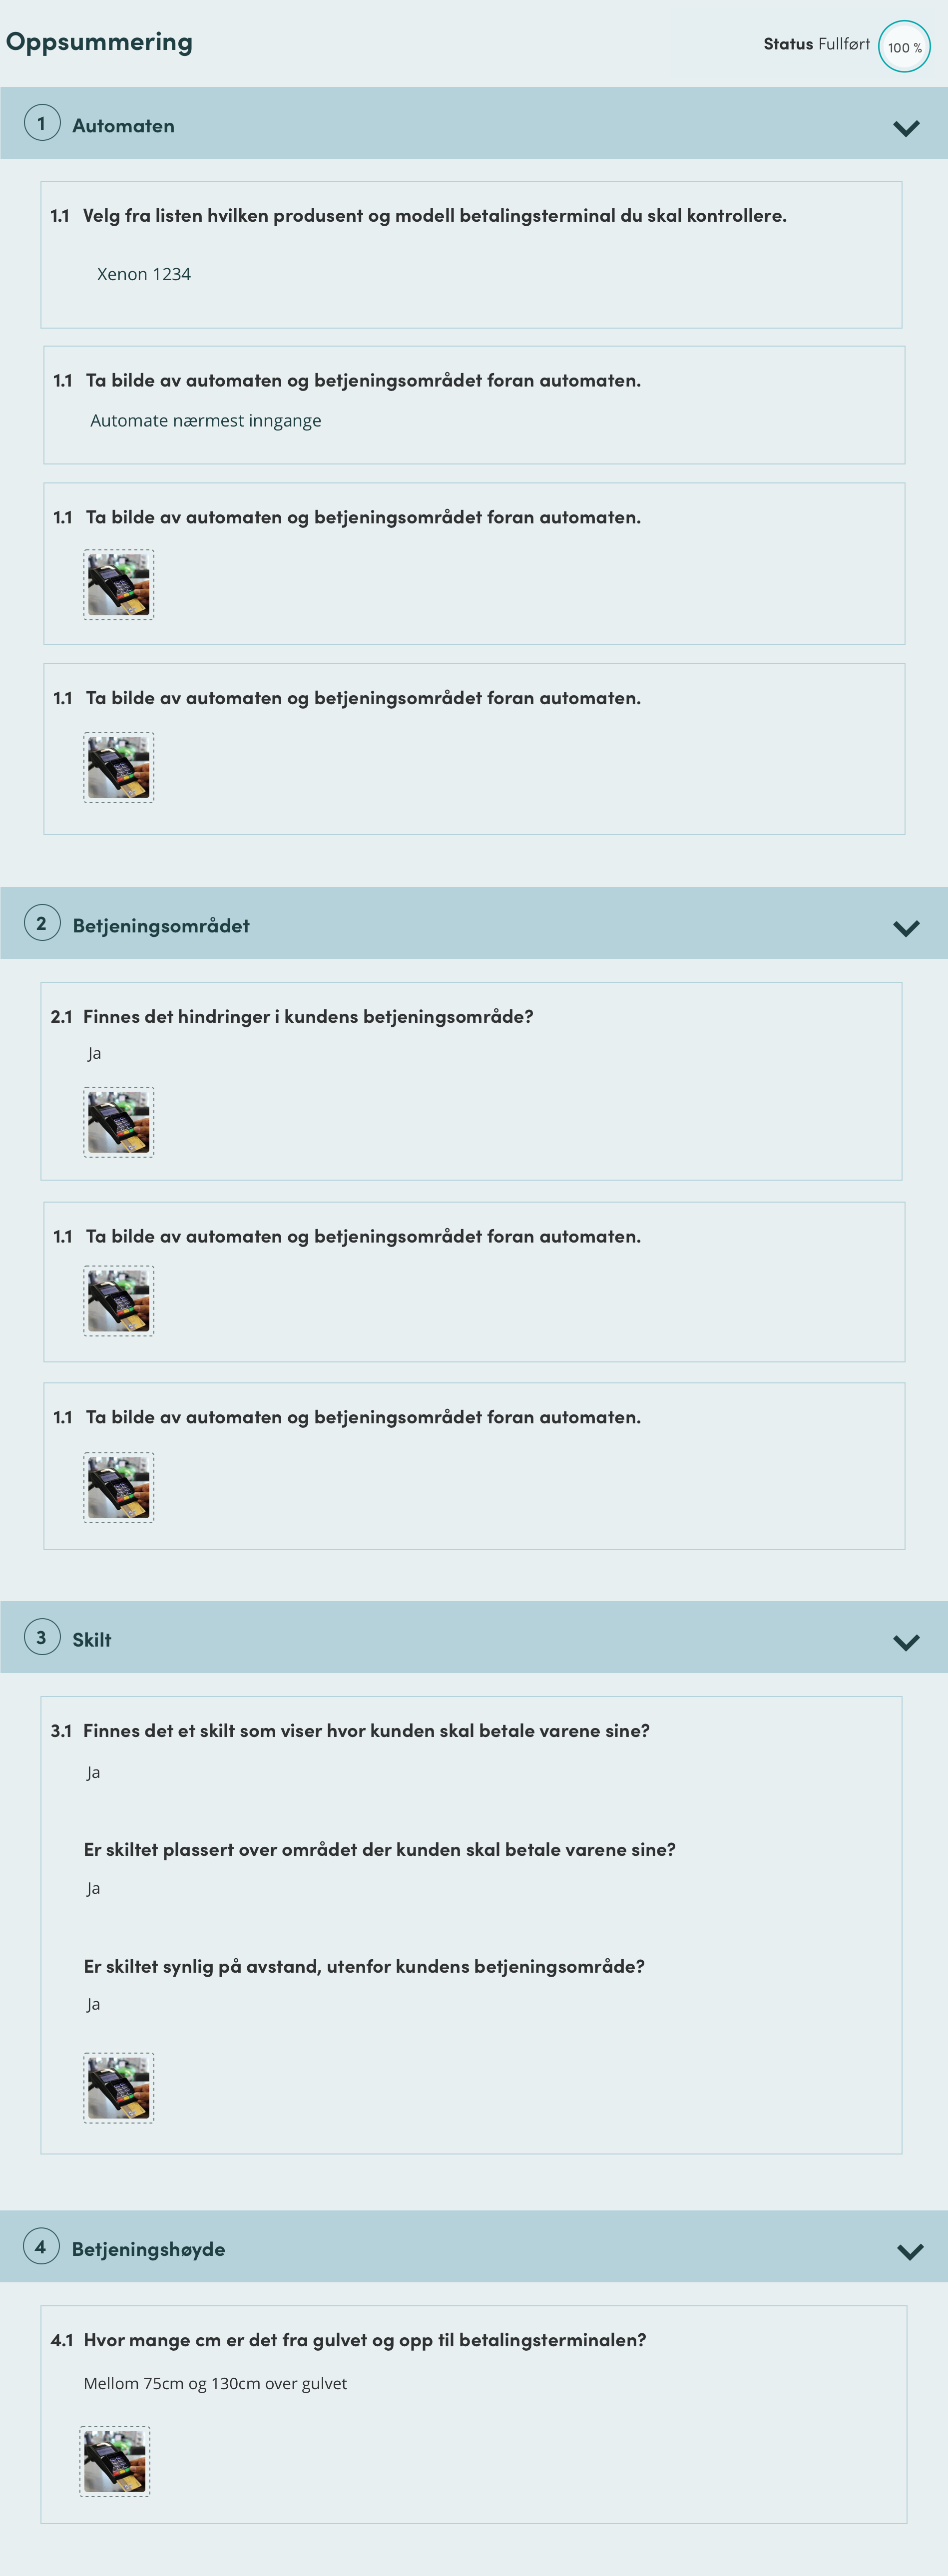 Oppsummering
Status Fullført 100 %
1 Automaten
1.1 Velg fra listen hvilken produsent og modell betalingsterminal du skal kontrollere.
Xenon 1234
1.1 Ta bilde av automaten og betjeningsområdet foran automaten.
Automate nærmest inngange
1.1 Ta bilde av automaten og betjeningsområdet foran automaten.
1.1 Ta bilde av automaten og betjeningsområdet foran automaten.
2 Betjeningsområdet
2.1 Finnes det hindringer i kundens betjeningsområde?
Ja
1.1 Ta bilde av automaten og betjeningsområdet foran automaten.
1.1 Ta bilde av automaten og betjeningsområdet foran automaten.
3 Skilt
3.1 Finnes det et skilt som viser hvor kunden skal betale varene sine?
Ja
Er skiltet plassert over området der kunden skal betale varene sine?
Ja
Er skiltet synlig på avstand, utenfor kundens betjeningsområde?
Ja
4 Betjeningshøyde
4.1 Hvor mange cm er det fra gulvet og opp til betalingsterminalen?
Mellom 75cm og 130cm over gulvet